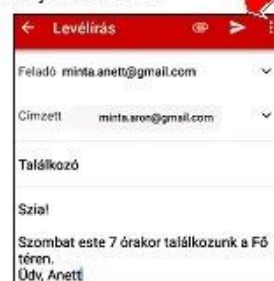 Levélírás
Feladó minta.anett@gmail.com
Címzett minta.aron@gmail.com
Találkozó
Szia!
Szombat este 7 órakor találkozunk a Fő
téren.
Üdv, Anett